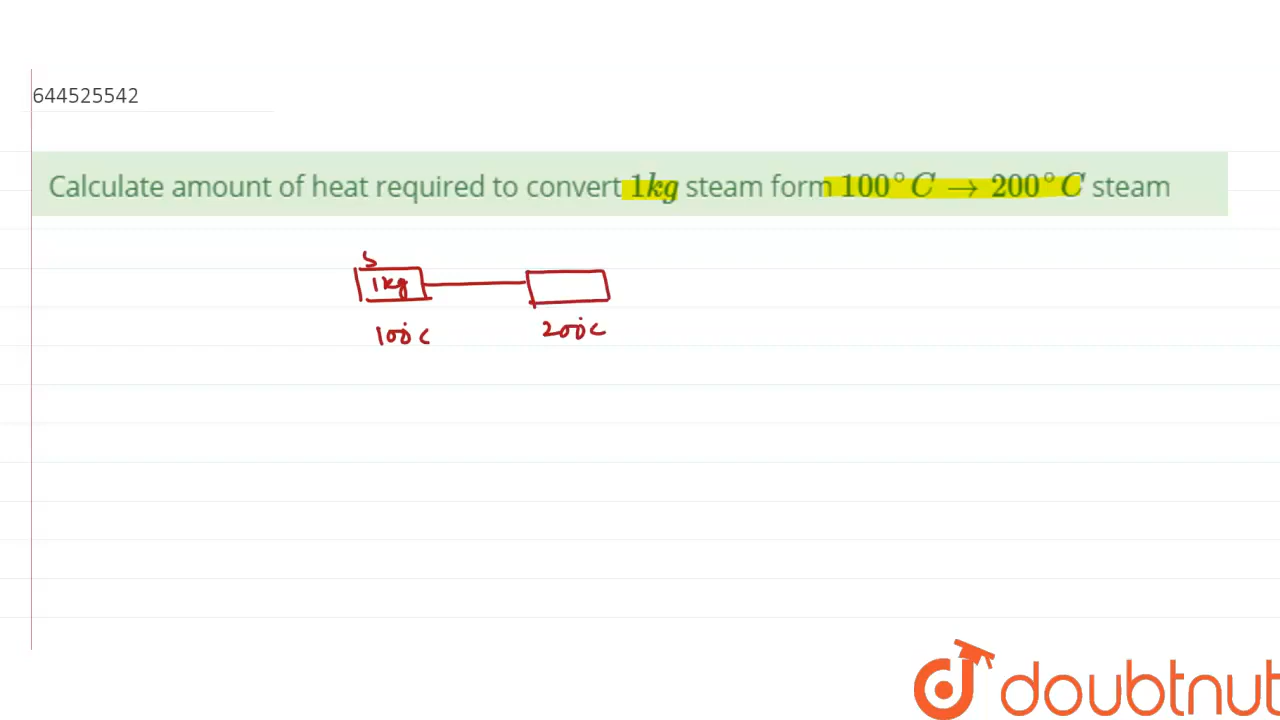 644525542
Calculate amount of heat required to convert 1kg steam form 100°C → 200°C steam
S
1kg
100°C
200°C
doubtnut